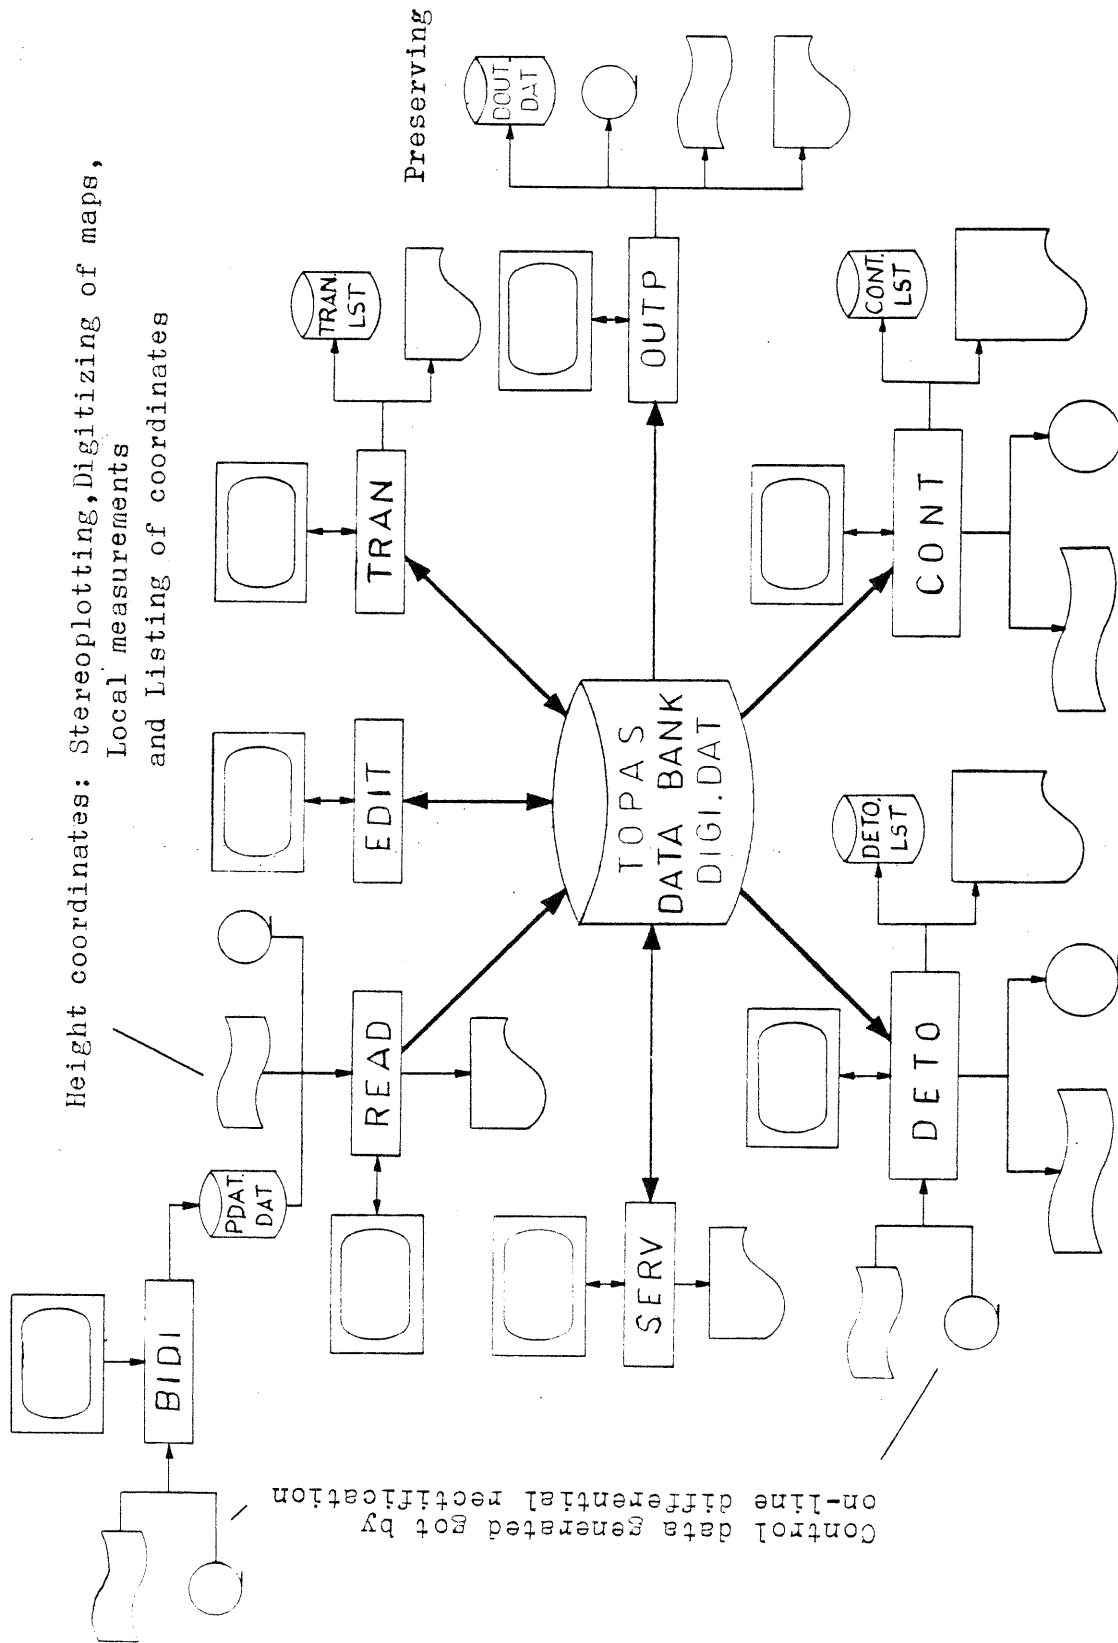 Height coordinates: Stereoplotting,Digitizing of maps,
Local measurements
and Listing of coordinates
Preserving
Control data generated got by
on-line differential rectification
BIDI
PDAT.
DAT
READ
EDIT
TRAN
TRAN.
LST
SERV
TOPAS
DATA BANK
DIGI.DAT
OUTP
DOUT.
DAT
DETO
DETO.
LST
CONT
CONT.
LST